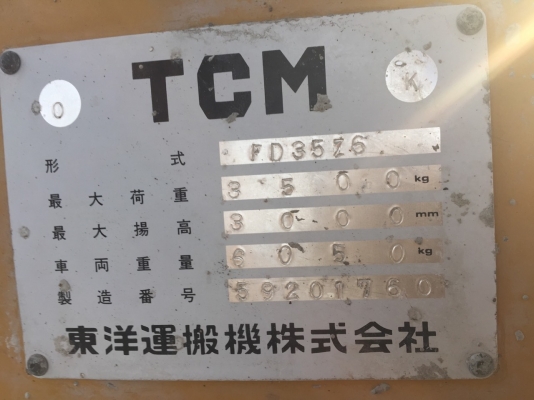 TCM
O K
形式 FD35Z6
最大荷重 3500 kg
最大揚高 3000 mm
車両重量 6050 kg
製造番号 59201760
東洋運搬機株式会社